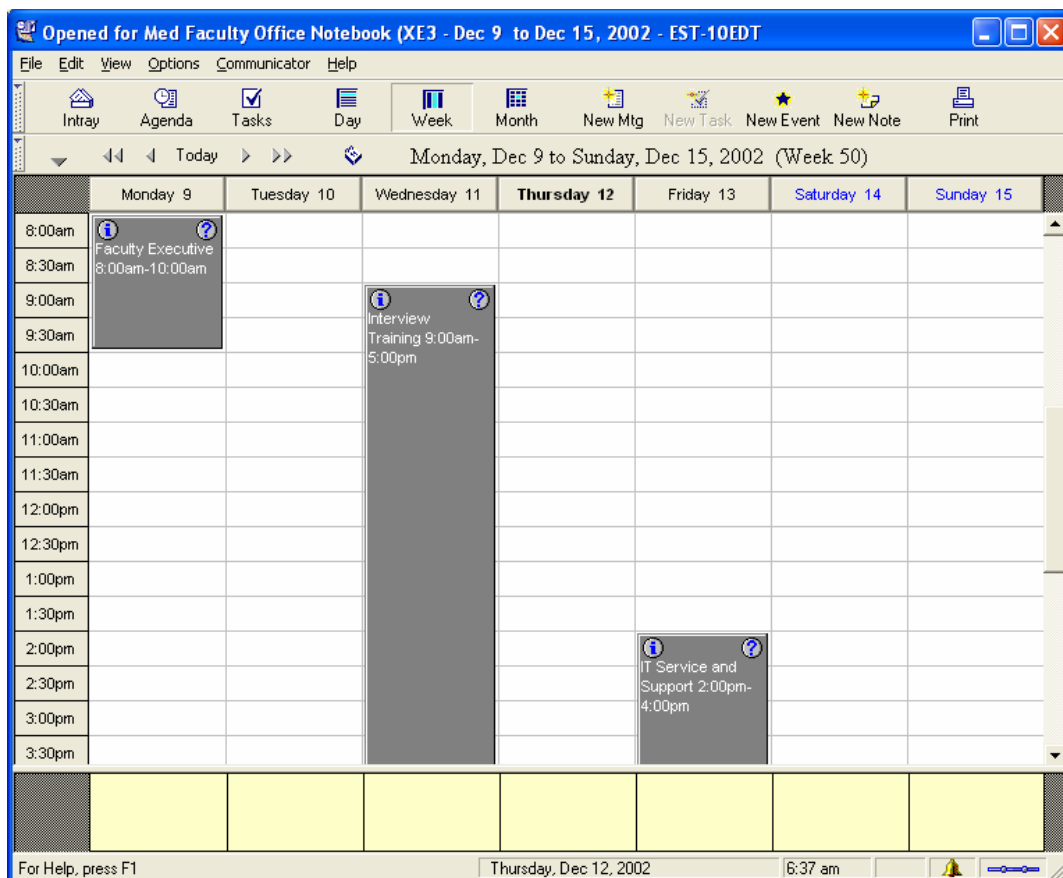 Opened for Med Faculty Office Notebook (XE3 - Dec 9 to Dec 15, 2002 - EST-10EDT
File Edit View Options Communicator Help
Intray Agenda Tasks Day Week Month New Mtg New Task New Event New Note Print
Today Monday, Dec 9 to Sunday, Dec 15, 2002 (Week 50)
Monday 9 Tuesday 10 Wednesday 11 Thursday 12 Friday 13 Saturday 14 Sunday 15
8:00am
8:30am
9:00am
9:30am
10:00am
10:30am
11:00am
11:30am
12:00pm
12:30pm
1:00pm
1:30pm
2:00pm
2:30pm
3:00pm
3:30pm
Faculty Executive
8:00am-10:00am
Interview
Training 9:00am-
5:00pm
IT Service and
Support 2:00pm-
4:00pm
For Help, press F1 Thursday, Dec 12, 2002 6:37 am